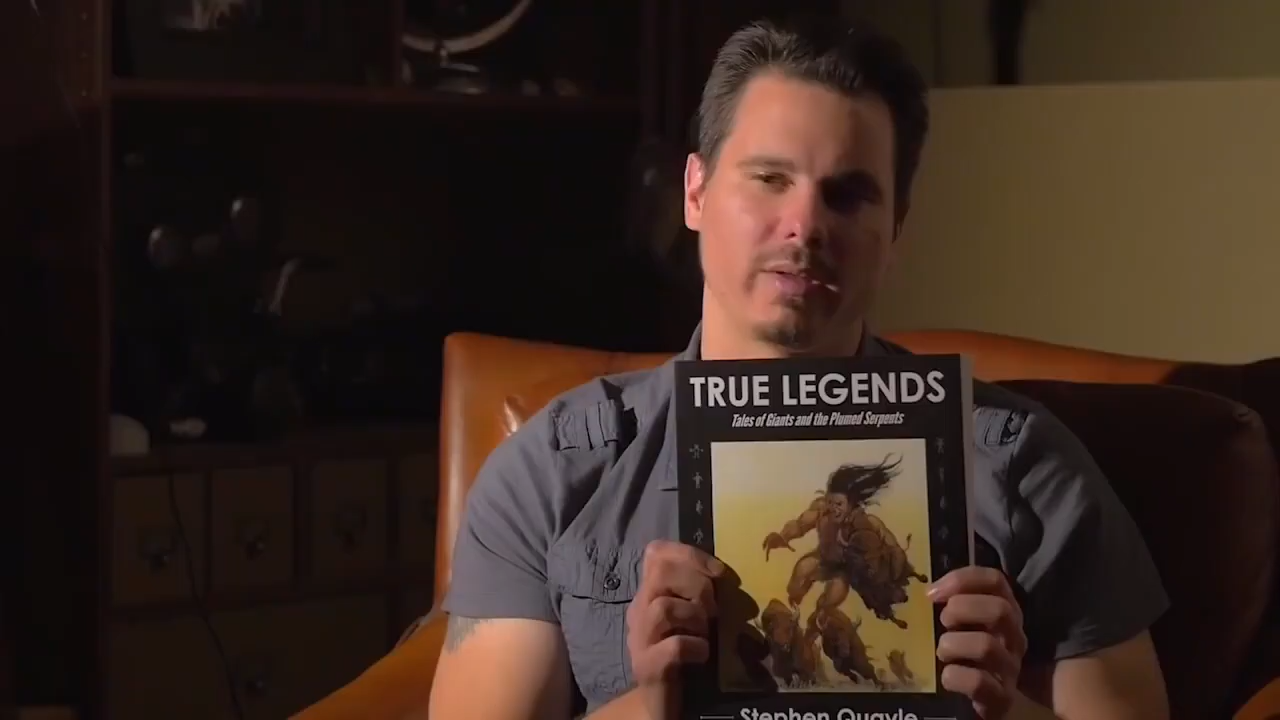 TRUE LEGENDS
Tales of Giants and the Plumed Serpents
Stephen Quayle